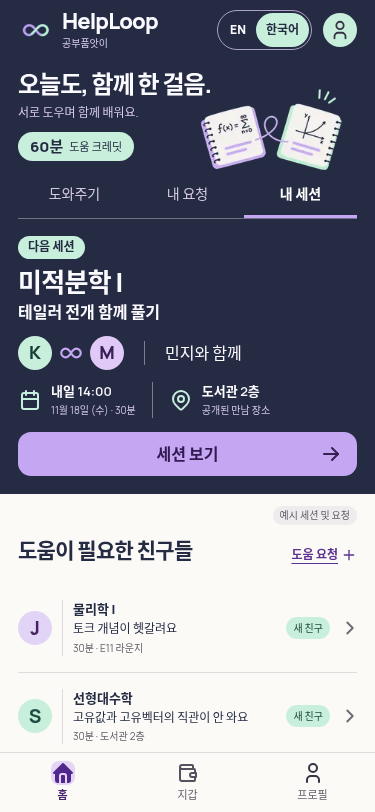 HelpLoop
공부품앗이
EN 한국어
오늘도, 함께 한 걸음.
서로 도우며 함께 배워요.
60분 도움 크레딧
f(x) = ∑ n=0 ∞
도와주기 내 요청 내 세션
다음 세션
미적분학 I
테일러 전개 함께 풀기
K M 민지와 함께
내일 14:00
11월 18일 (수) · 30분
도서관 2층
공개된 만남 장소
세션 보기
예시 세션 및 요청
도움이 필요한 친구들
도움 요청
J
물리학 I
토크 개념이 헷갈려요
30분 · E11 라운지
새 친구
S
선형대수학
고유값과 고유벡터의 직관이 안 와요
30분 · 도서관 2층
새 친구
홈 지갑 프로필